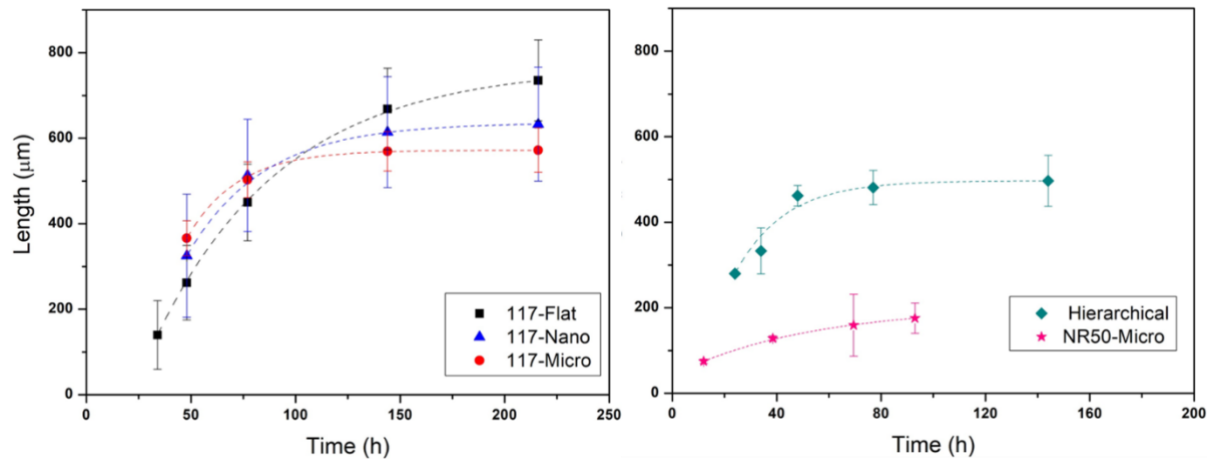 Length (μm)
800
600
400
200
0
0 50 100 150 200 250
Time (h)
117-Flat
117-Nano
117-Micro
800
600
400
200
0
0 40 80 120 160 200
Time (h)
Hierarchical
NR50-Micro